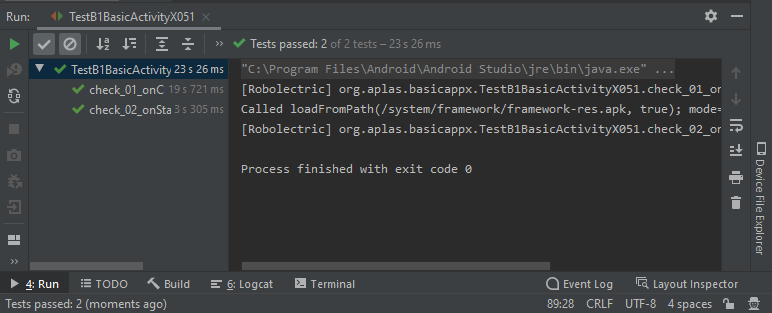 Run: TestB1BasicActivityX051
Tests passed: 2 of 2 tests – 23 s 26 ms
TestB1BasicActivity 23 s 26 ms
check_01_onC 19 s 721 ms
check_02_onSta 3 s 305 ms
"C:\Program Files\Android\Android Studio\jre\bin\java.exe" ...
[Robolectric] org.aplas.basicappx.TestB1BasicActivityX051.check_01_on
Called loadFromPath(/system/framework/framework-res.apk, true); mode=
[Robolectric] org.aplas.basicappx.TestB1BasicActivityX051.check_02_on
Process finished with exit code 0
Device File Explorer
4: Run TODO Build 6: Logcat Terminal Event Log Layout Inspector
Tests passed: 2 (moments ago) 89:28 CRLF UTF-8 4 spaces